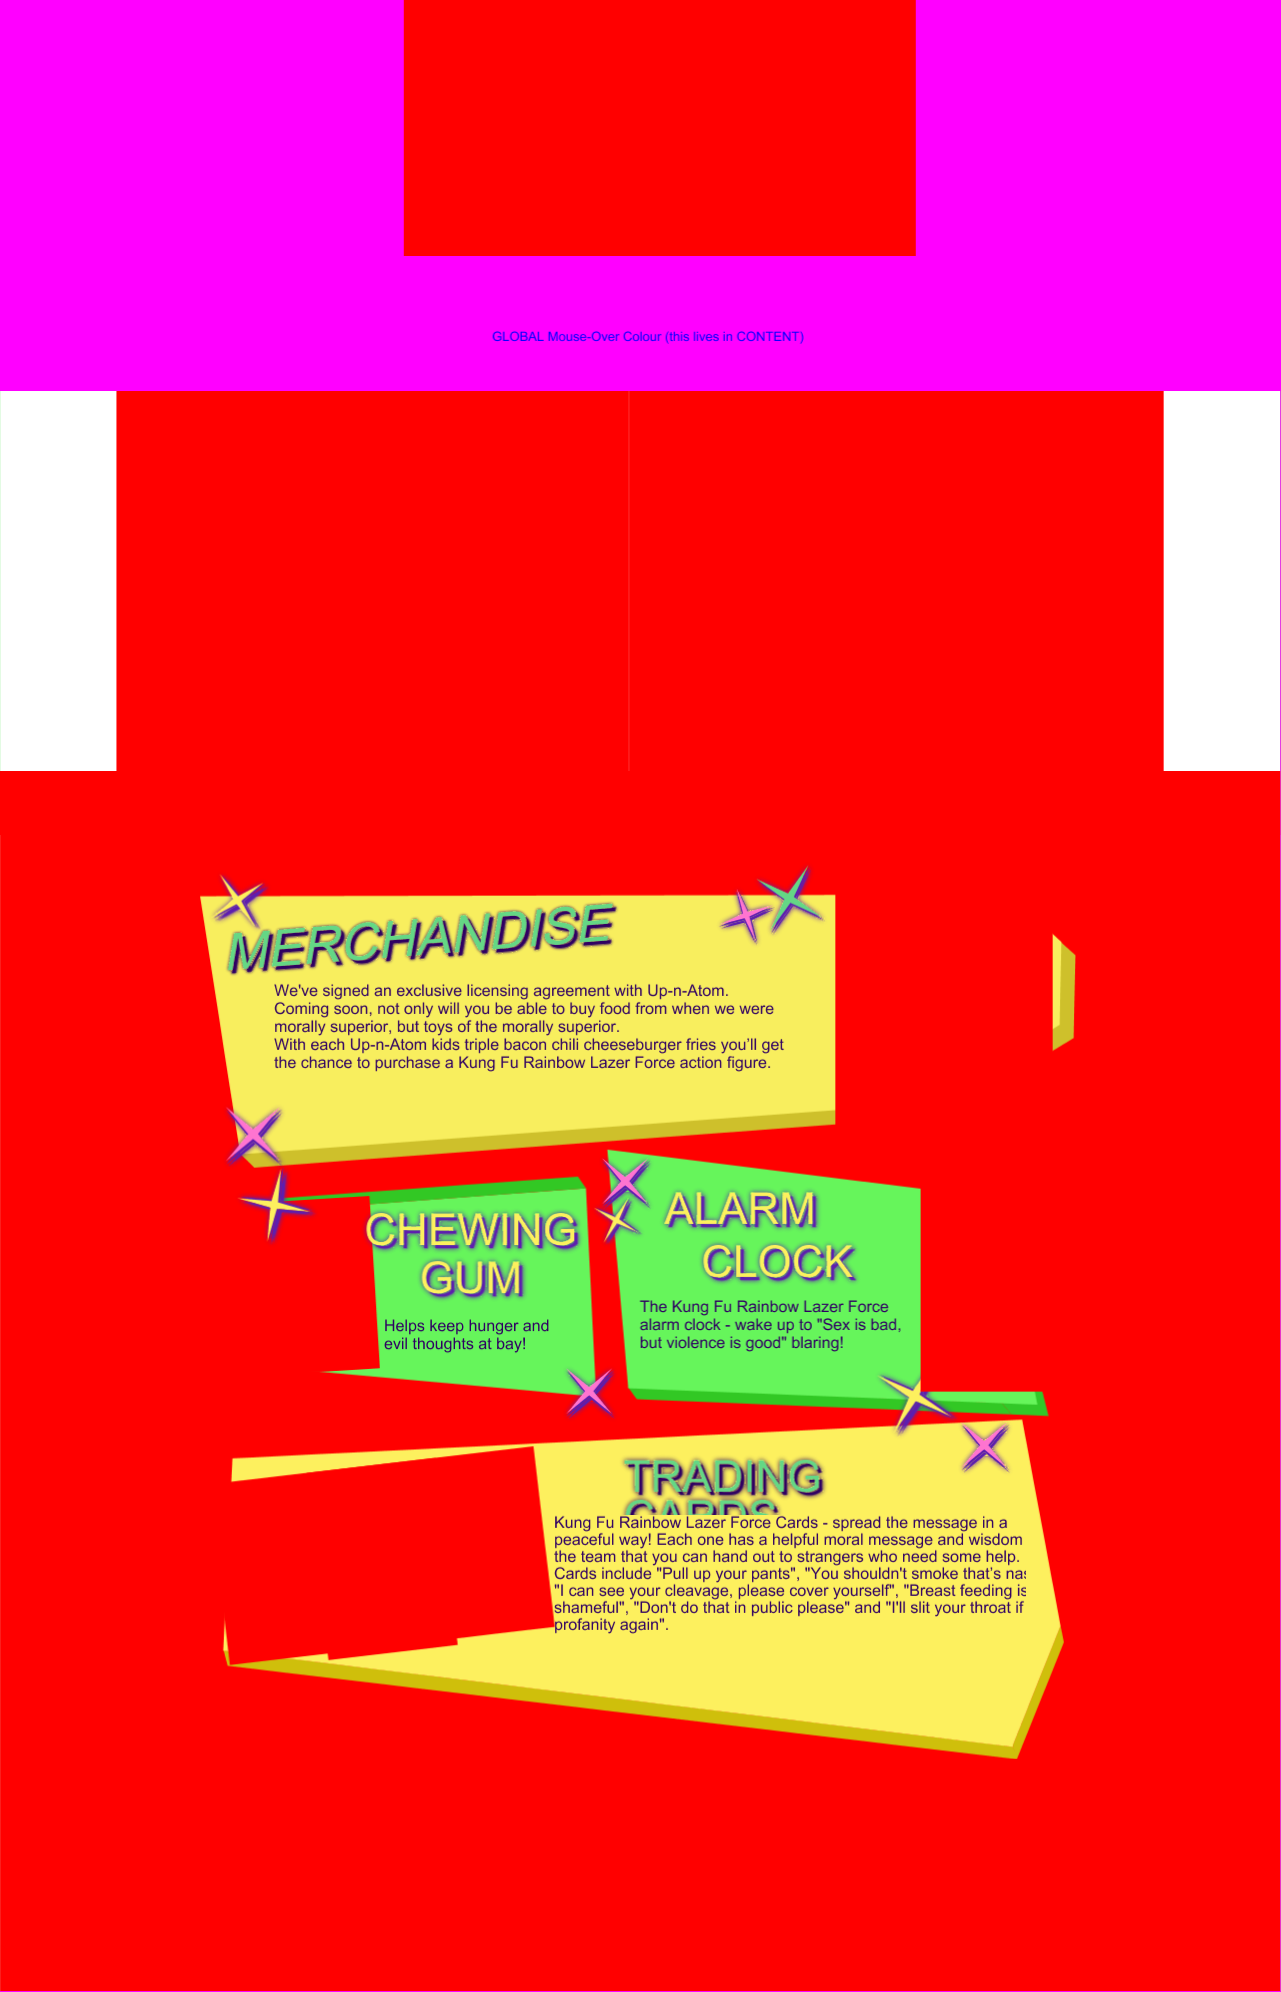 GLOBAL Mouse-Over Colour (this lives in CONTENT)
MERCHANDISE
We've signed an exclusive licensing agreement with Up-n-Atom.
Coming soon, not only will you be able to buy food from when we were
morally superior, but toys of the morally superior.
With each Up-n-Atom kids triple bacon chili cheeseburger fries you’ll get
the chance to purchase a Kung Fu Rainbow Lazer Force action figure.
CHEWING
GUM
Helps keep hunger and
evil thoughts at bay!
ALARM
CLOCK
The Kung Fu Rainbow Lazer Force
alarm clock - wake up to "Sex is bad,
but violence is good" blaring!
TRADING
CARDS
Kung Fu Rainbow Lazer Force Cards - spread the message in a
peaceful way! Each one has a helpful moral message and wisdom
the team that you can hand out to strangers who need some help.
Cards include "Pull up your pants", "You shouldn't smoke that’s
"I can see your cleavage, please cover yourself", "Breast feeding is
shameful", "Don't do that in public please" and "I'll slit your throat if
profanity again".